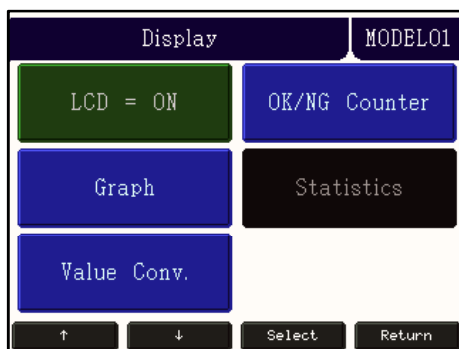 Display MODEL01
LCD = ON OK/NG Counter
Graph Statistics
Value Conv.
↑ ↓ Select Return